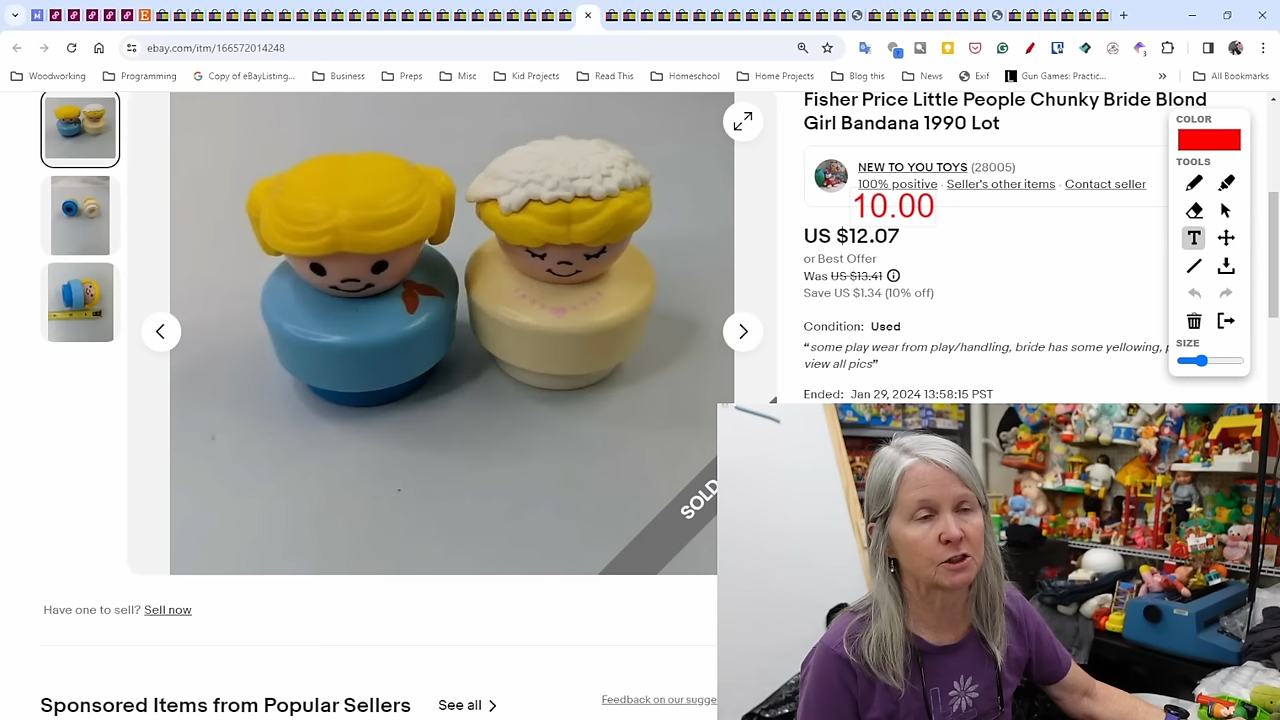 ebay.com/itm/166572014248
Woodworking
Programming
Copy of eBayListing...
Business
Preps
Misc
Kid Projects
Read This
Homeschool
Home Projects
Blog this
News
Exif
Gun Games: Practic...
All Bookmarks
Fisher Price Little People Chunky Bride Blond
Girl Bandana 1990 Lot
NEW TO YOU TOYS (28005)
100% positive · Seller's other items · Contact seller
10.00
US $12.07
or Best Offer
Was US $13.41
Save US $1.34 (10% off)
Condition: Used
“some play wear from play/handling, bride has some yellowing, p
view all pics”
Ended: Jan 29, 2024 13:58:15 PST
SOLD
COLOR
TOOLS
T
SIZE
Have one to sell? Sell now
Sponsored Items from Popular Sellers See all
Feedback on our sugge